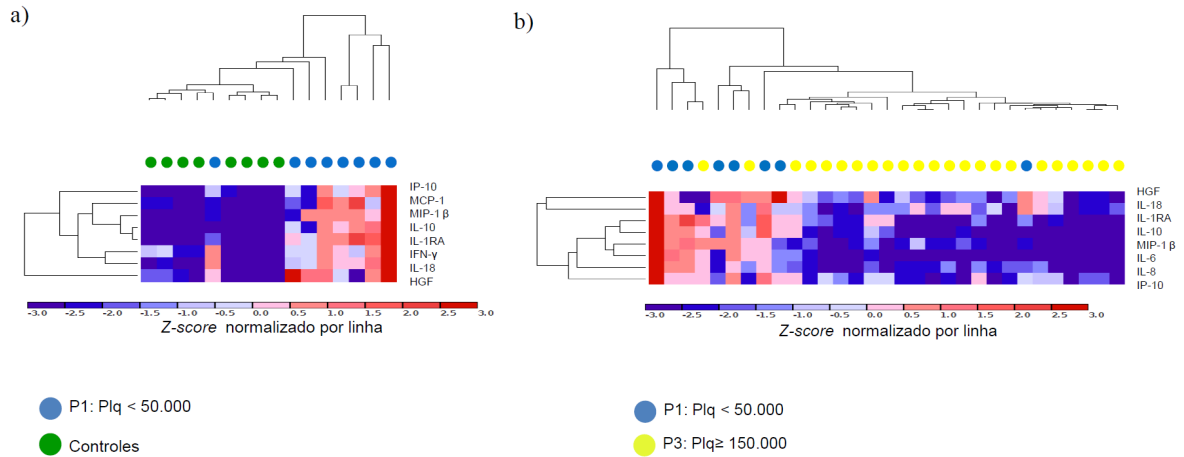 a)
IP-10
MCP-1
MIP-1 β
IL-10
IL-1RA
IFN-γ
IL-18
HGF
-3.0 -2.5 -2.0 -1.5 -1.0 -0.5 0.0 0.5 1.0 1.5 2.0 2.5 3.0
Z-score normalizado por linha
P1: Plq < 50.000
Controles
b)
HGF
IL-18
IL-1RA
IL-10
MIP-1 β
IL-6
IL-8
IP-10
-3.0 -2.5 -2.0 -1.5 -1.0 -0.5 0.0 0.5 1.0 1.5 2.0 2.5 3.0
Z-score normalizado por linha
P1: Plq < 50.000
P3: Plq≥ 150.000